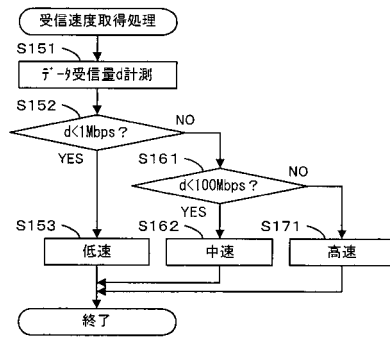 受信速度取得処理
S151
データ受信量d計測
S152
d<1Mbps?
NO
YES
S161
d<100Mbps?
NO
YES
S153
低速
S162
中速
S171
高速
終了